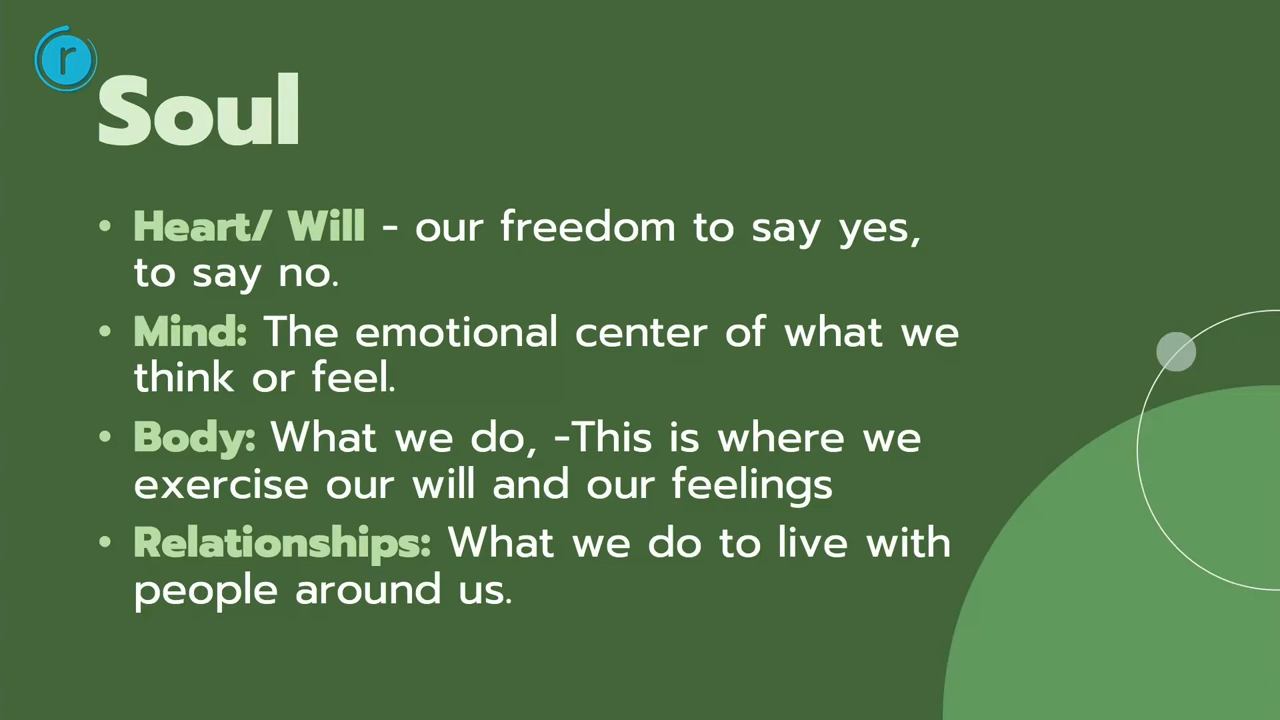 r
Soul
• Heart/ Will - our freedom to say yes,
to say no.
• Mind: The emotional center of what we
think or feel.
• Body: What we do, -This is where we
exercise our will and our feelings
• Relationships: What we do to live with
people around us.